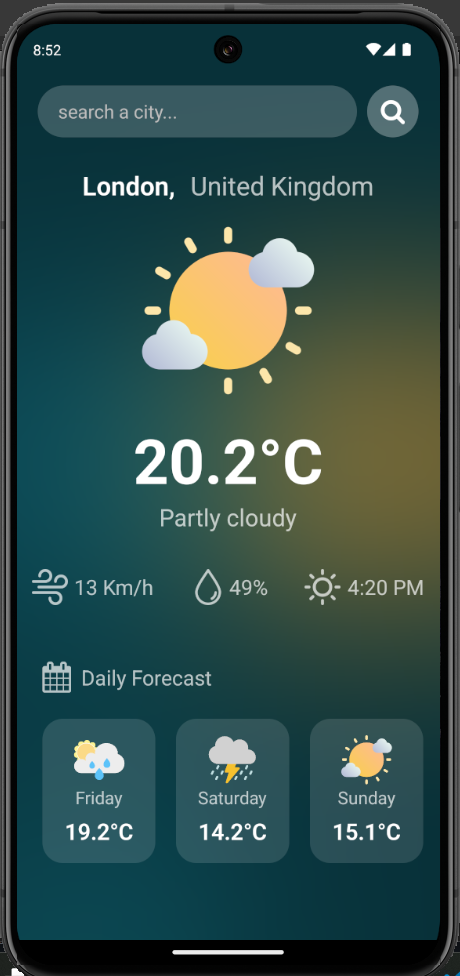 8:52
search a city...
London, United Kingdom
20.2°C
Partly cloudy
13 Km/h 49% 4:20 PM
Daily Forecast
Friday Saturday Sunday
19.2°C 14.2°C 15.1°C